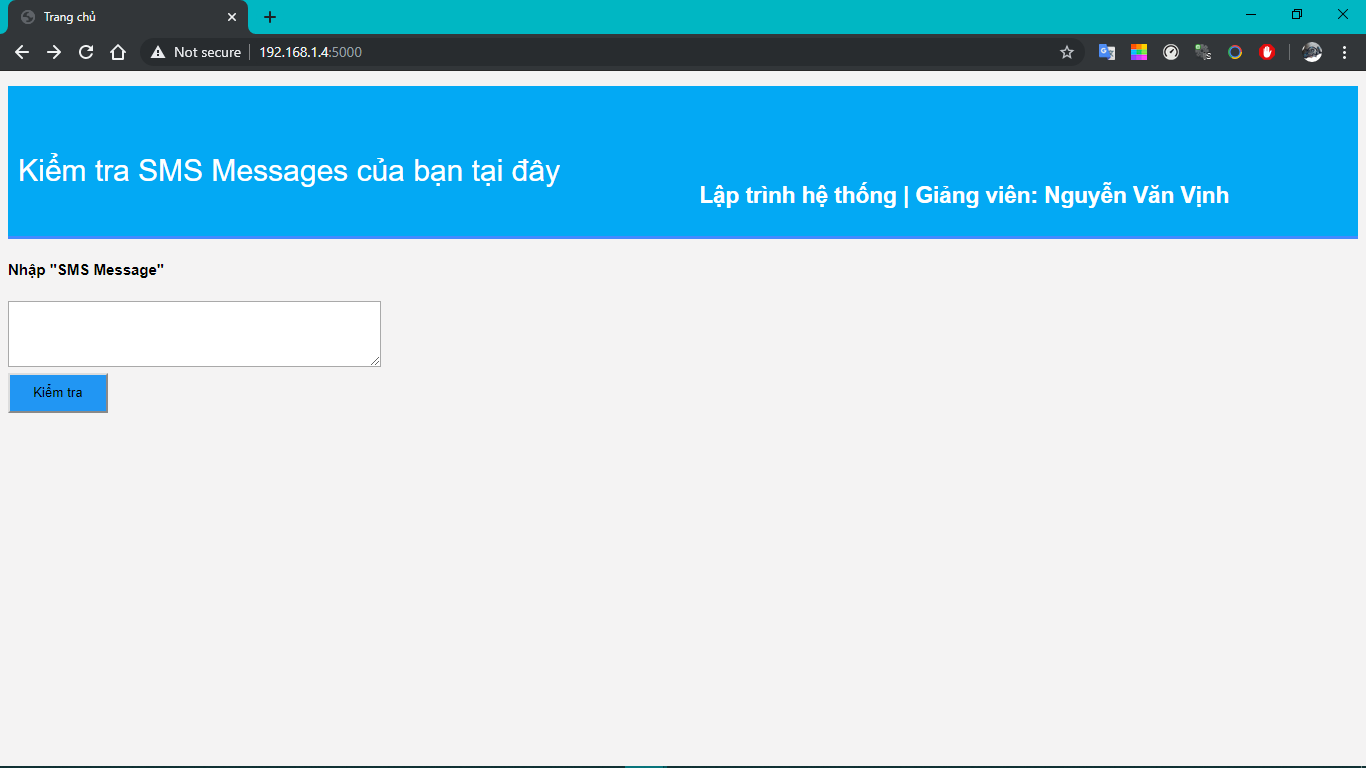 Trang chủ
Not secure
192.168.1.4:5000
Kiểm tra SMS Messages của bạn tại đây
Lập trình hệ thống | Giảng viên: Nguyễn Văn Vịnh
Nhập "SMS Message"
Kiểm tra